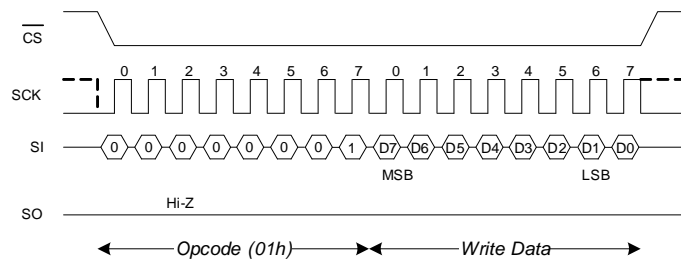 CS
0 1 2 3 4 5 6 7 0 1 2 3 4 5 6 7
SCK
SI 0 0 0 0 0 0 0 1 D7 D6 D5 D4 D3 D2 D1 D0
MSB LSB
Hi-Z
SO
Opcode (01h) Write Data